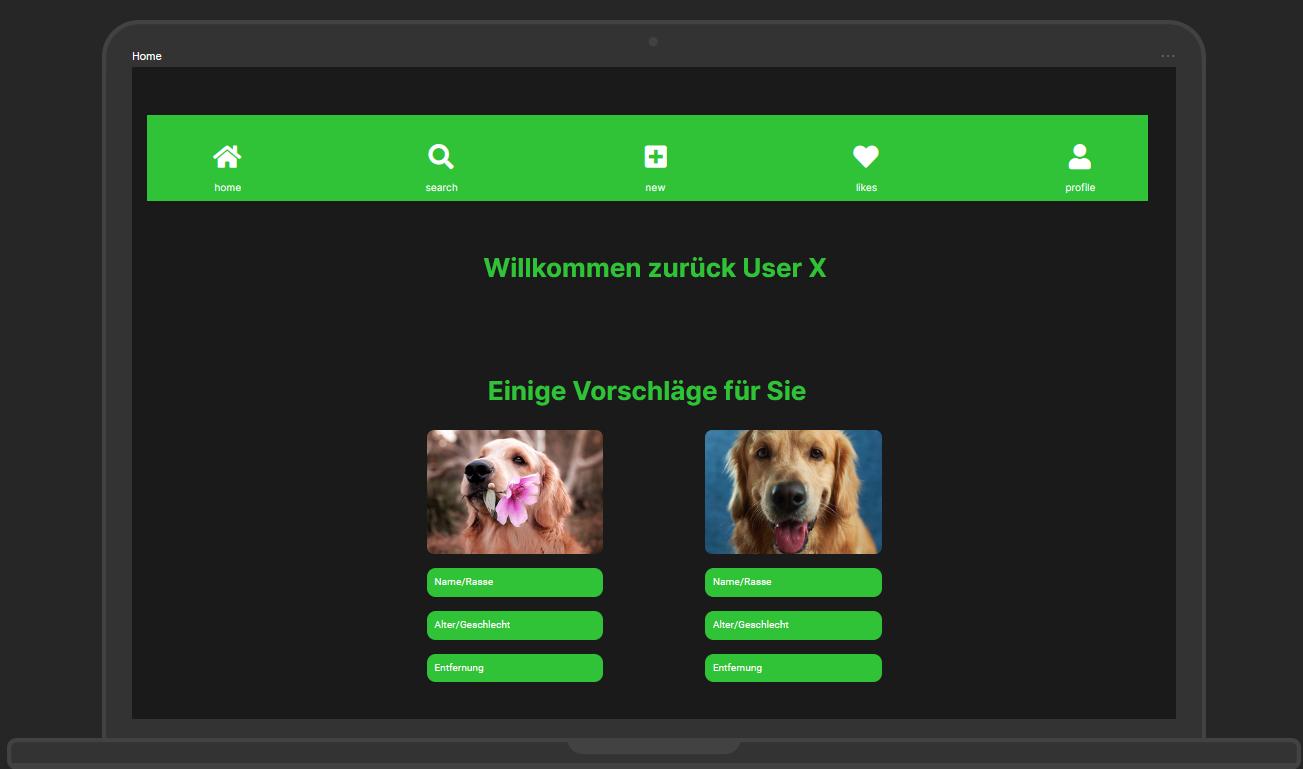 Home
home
search
new
likes
profile
Willkommen zurück User X
Einige Vorschläge für Sie
Name/Rasse
Name/Rasse
Alter/Geschlecht
Alter/Geschlecht
Entfernung
Entfernung